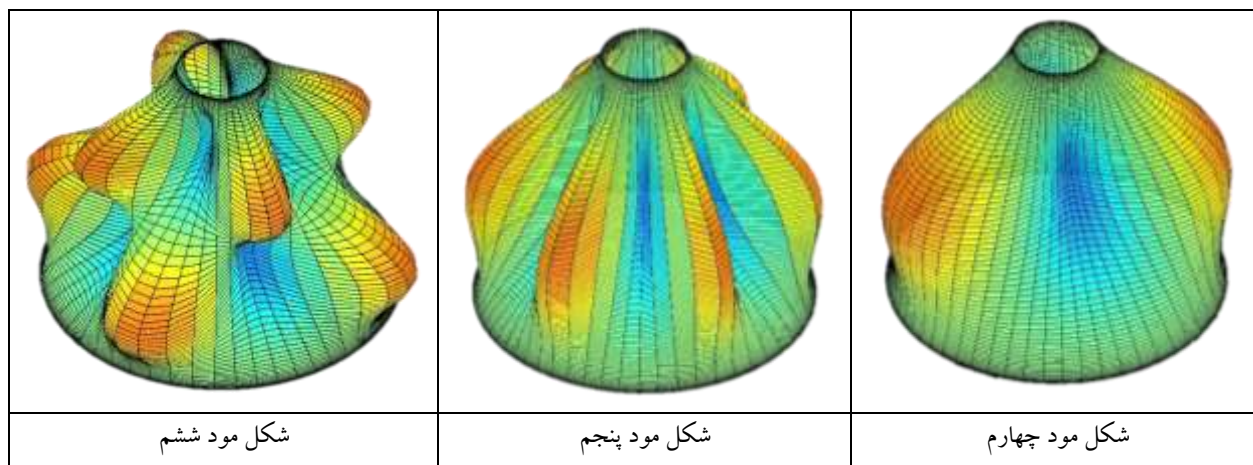 شکل مود چهارم
شکل مود پنجم
شکل مود ششم